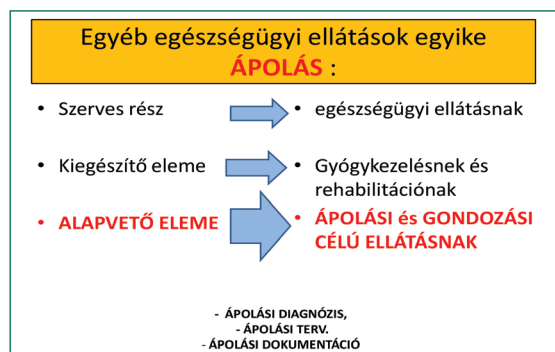 Egyéb egészségügyi ellátások egyike
ÁPOLÁS :
• Szerves rész
• egészségügyi ellátásnak
• Kiegészítő eleme
• Gyógykezelésnek és
rehabilitációnak
• ALAPVETŐ ELEME
• ÁPOLÁSI és GONDOZÁSI
CÉLÚ ELLÁTÁSNAK
- ÁPOLÁSI DIAGNÓZIS,
- ÁPOLÁSI TERV.
- ÁPOLÁSI DOKUMENTÁCIÓ